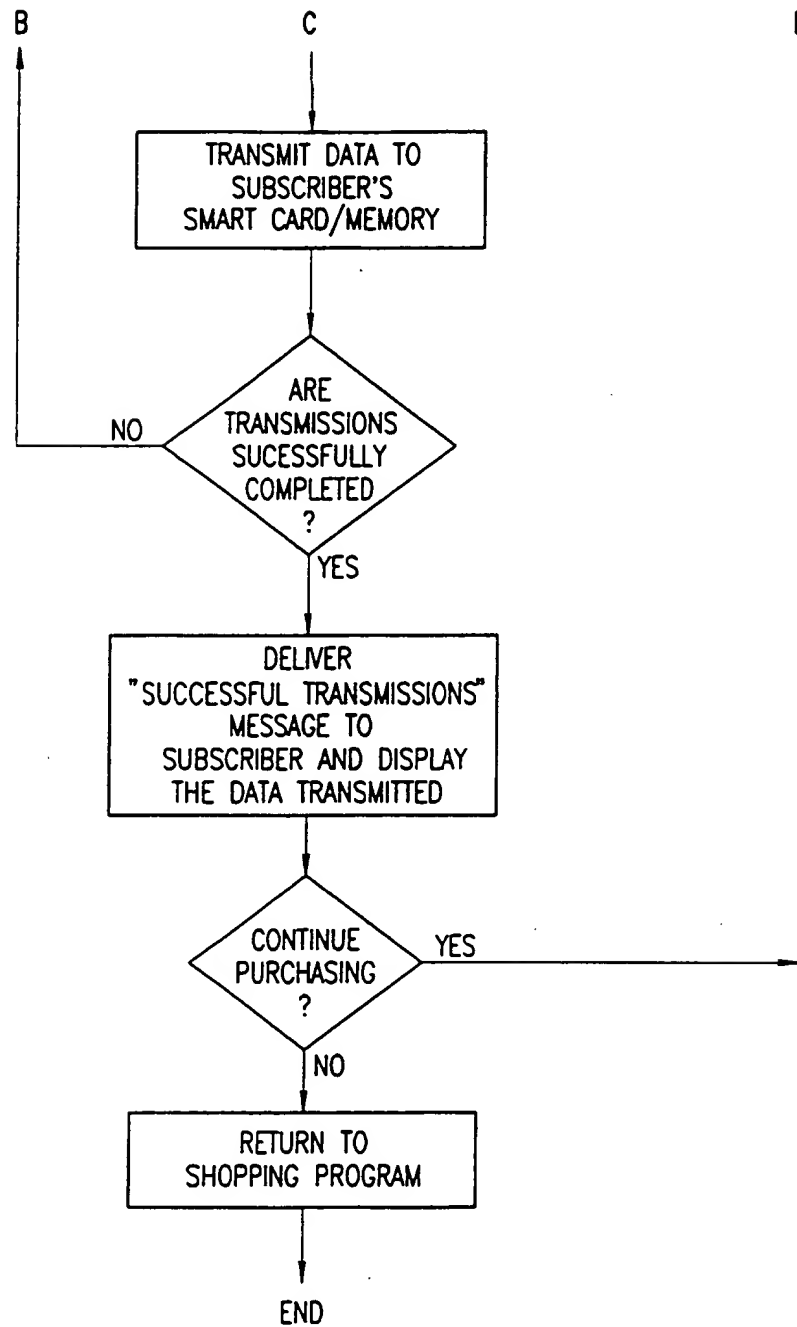 B
C
TRANSMIT DATA TO
SUBSCRIBER'S
SMART CARD/MEMORY
ARE
TRANSMISSIONS
SUCESSFULLY
COMPLETED
?
NO
YES
DELIVER
"SUCCESSFUL TRANSMISSIONS"
MESSAGE TO
SUBSCRIBER AND DISPLAY
THE DATA TRANSMITTED
CONTINUE
PURCHASING
?
YES
NO
RETURN TO
SHOPPING PROGRAM
END